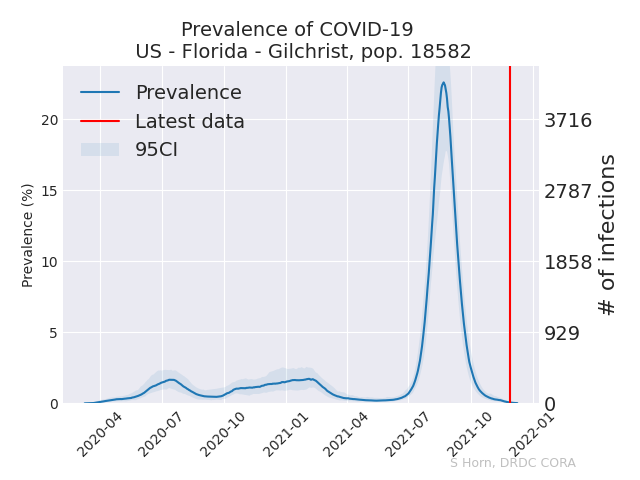 Prevalence of COVID-19
US - Florida - Gilchrist, pop. 18582
Prevalence
Latest data
95CI
Prevalence (%)
20
15
10
5
0
3716
2787
1858
929
0
# of infections
2020-04
2020-07
2020-10
2021-01
2021-04
2021-07
2021-10
2022-01
S Horn, DRDC CORA